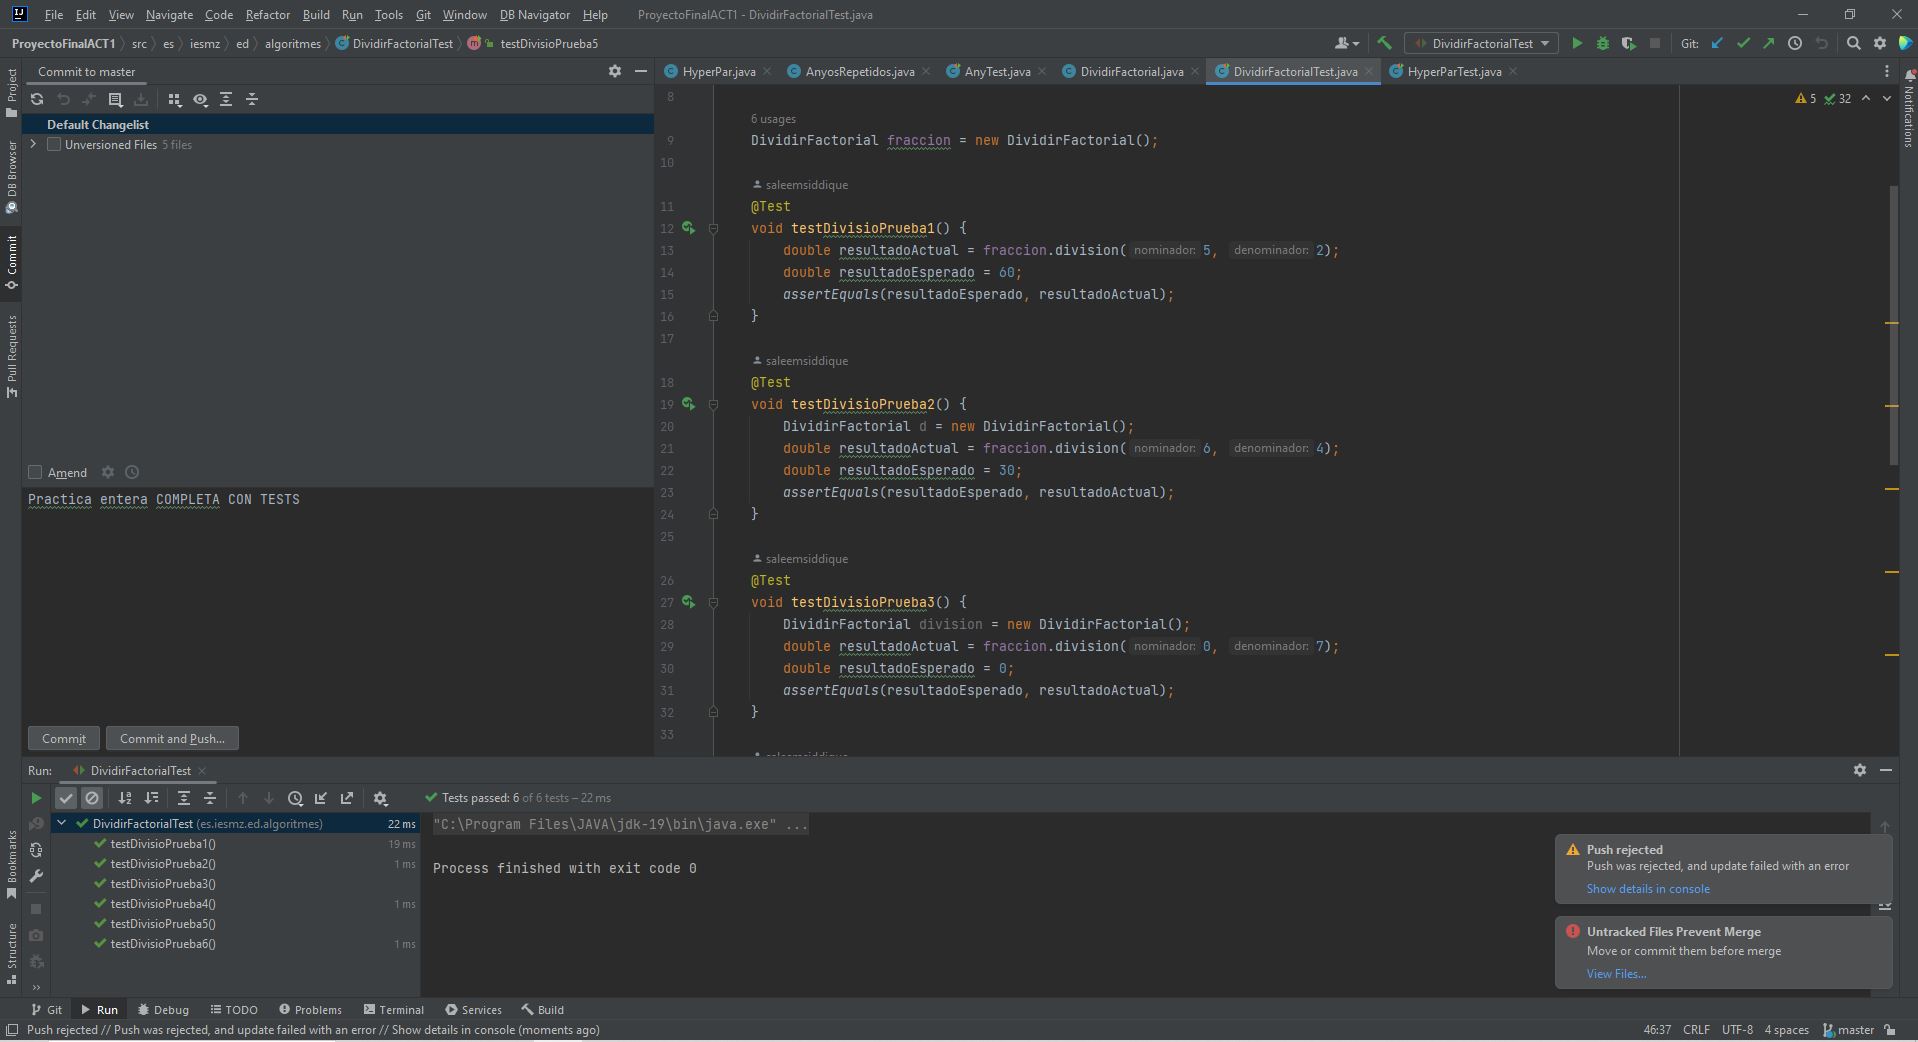 File Edit View Navigate Code Refactor Build Run Tools Git Window DB Navigator Help ProyectoFinalACT1 - DividirFactorialTest.java
ProyectoFinalACT1 src es iesmz ed algoritmes DividirFactorialTest testDivisioPrueba5
DividirFactorialTest Git:
Commit to master
HyperPar.java AnyosRepetidos.java AnyTest.java DividirFactorial.java DividirFactorialTest.java HyperParTest.java
Project
DB Browser
Commit
Pull Requests
Bookmarks
Structure
Notifications
Default Changelist
Unversioned Files 5 files
Amend
Practica entera COMPLETA CON TESTS
Commit Commit and Push...
5 32
8
6 usages
9 DividirFactorial fraccion = new DividirFactorial();
10
saleemsiddique
11 @Test
12 void testDivisioPrueba1() {
13 double resultadoActual = fraccion.division( nominador: 5, denominador: 2);
14 double resultadoEsperado = 60;
15 assertEquals(resultadoEsperado, resultadoActual);
16 }
17
saleemsiddique
18 @Test
19 void testDivisioPrueba2() {
20 DividirFactorial d = new DividirFactorial();
21 double resultadoActual = fraccion.division( nominador: 6, denominador: 4);
22 double resultadoEsperado = 30;
23 assertEquals(resultadoEsperado, resultadoActual);
24 }
25
saleemsiddique
26 @Test
27 void testDivisioPrueba3() {
28 DividirFactorial division = new DividirFactorial();
29 double resultadoActual = fraccion.division( nominador: 0, denominador: 7);
30 double resultadoEsperado = 0;
31 assertEquals(resultadoEsperado, resultadoActual);
32 }
33
saleemsiddique
Run: DividirFactorialTest
Tests passed: 6 of 6 tests – 22 ms
DividirFactorialTest (es.iesmz.ed.algoritmes) 22 ms
testDivisioPrueba1() 19 ms
testDivisioPrueba2() 1 ms
testDivisioPrueba3()
testDivisioPrueba4() 1 ms
testDivisioPrueba5()
testDivisioPrueba6() 1 ms
"C:\Program Files\JAVA\jdk-19\bin\java.exe" ...
Process finished with exit code 0
Push rejected
Push was rejected, and update failed with an error
Show details in console
Untracked Files Prevent Merge
Move or commit them before merge
View Files...
Git Run Debug TODO Problems Terminal Services Build
Push rejected // Push was rejected, and update failed with an error // Show details in console (moments ago) 46:37 CRLF UTF-8 4 spaces master